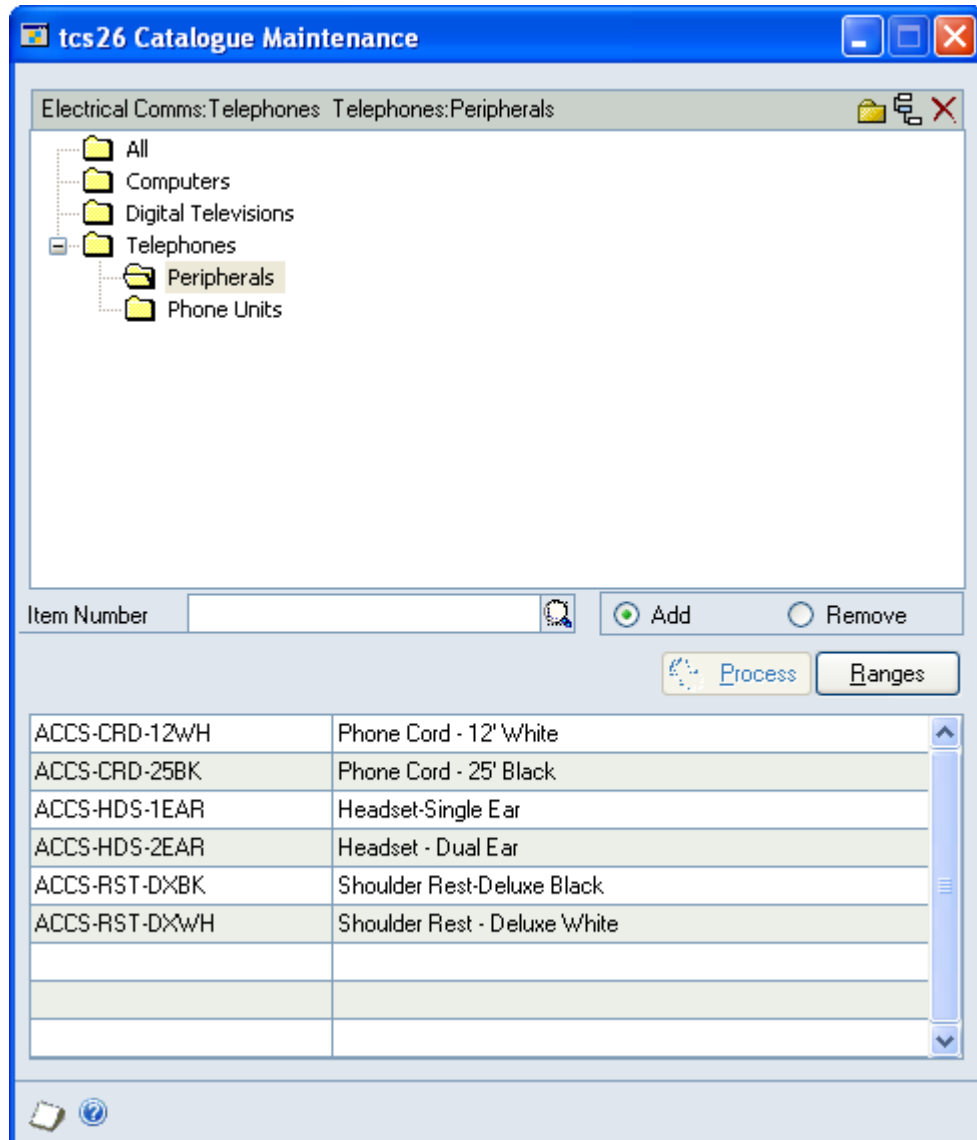 tcs26 Catalogue Maintenance
Electrical Comms:Telephones Telephones:Peripherals
All
Computers
Digital Televisions
Telephones
Peripherals
Phone Units
Item Number Add Remove
Process Ranges
ACCS-CRD-12WH Phone Cord - 12' White
ACCS-CRD-25BK Phone Cord - 25' Black
ACCS-HDS-1EAR Headset-Single Ear
ACCS-HDS-2EAR Headset - Dual Ear
ACCS-RST-DXBK Shoulder Rest-Deluxe Black
ACCS-RST-DXWH Shoulder Rest - Deluxe White